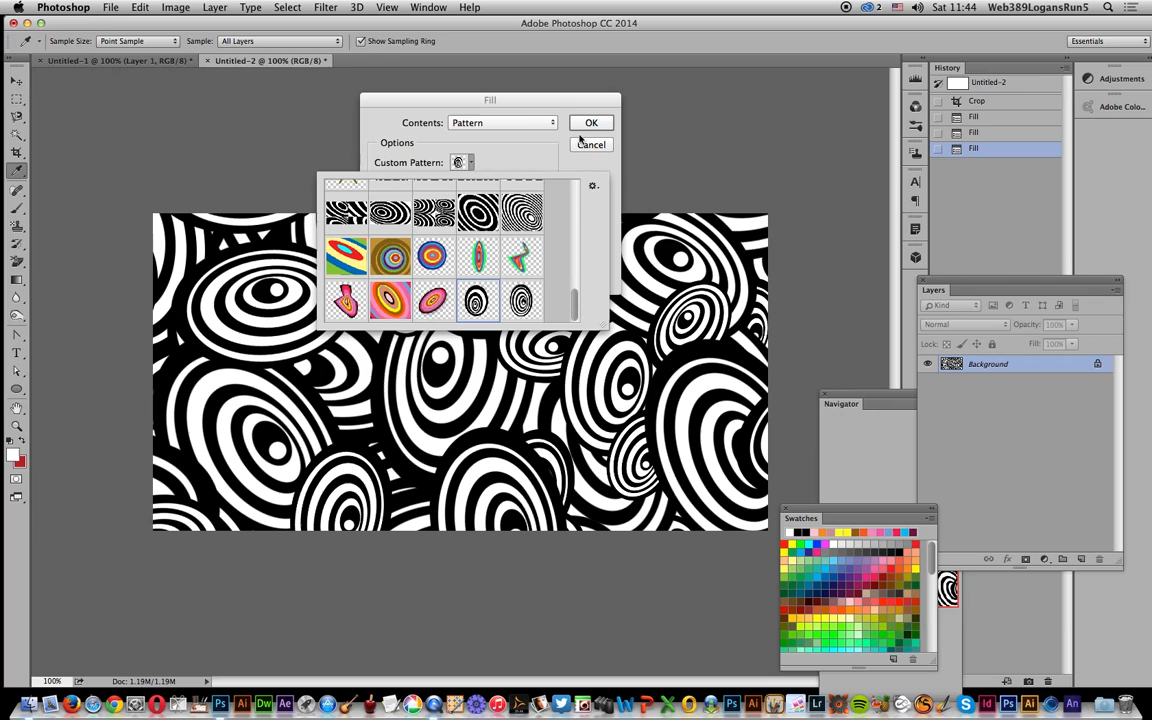 Photoshop File Edit Image Layer Type Select Filter 3D View Window Help 2 Sat 11:44 Web389LogansRun5
Adobe Photoshop CC 2014
Sample Size: Point Sample Sample: All Layers Show Sampling Ring Essentials
Untitled-1 @ 100% (Layer 1, RGB/8) * Untitled-2 @ 100% (RGB/8) *
History
Adjustments
Untitled-2
Crop
Adobe Colo...
Fill
Fill
Fill
Fill
Contents: Pattern OK
Options Cancel
Custom Pattern:
Layers
Kind
Normal Opacity: 100%
Lock: Fill: 100%
Background
Navigator
Swatches
100% Doc: 1.19M/1.19M